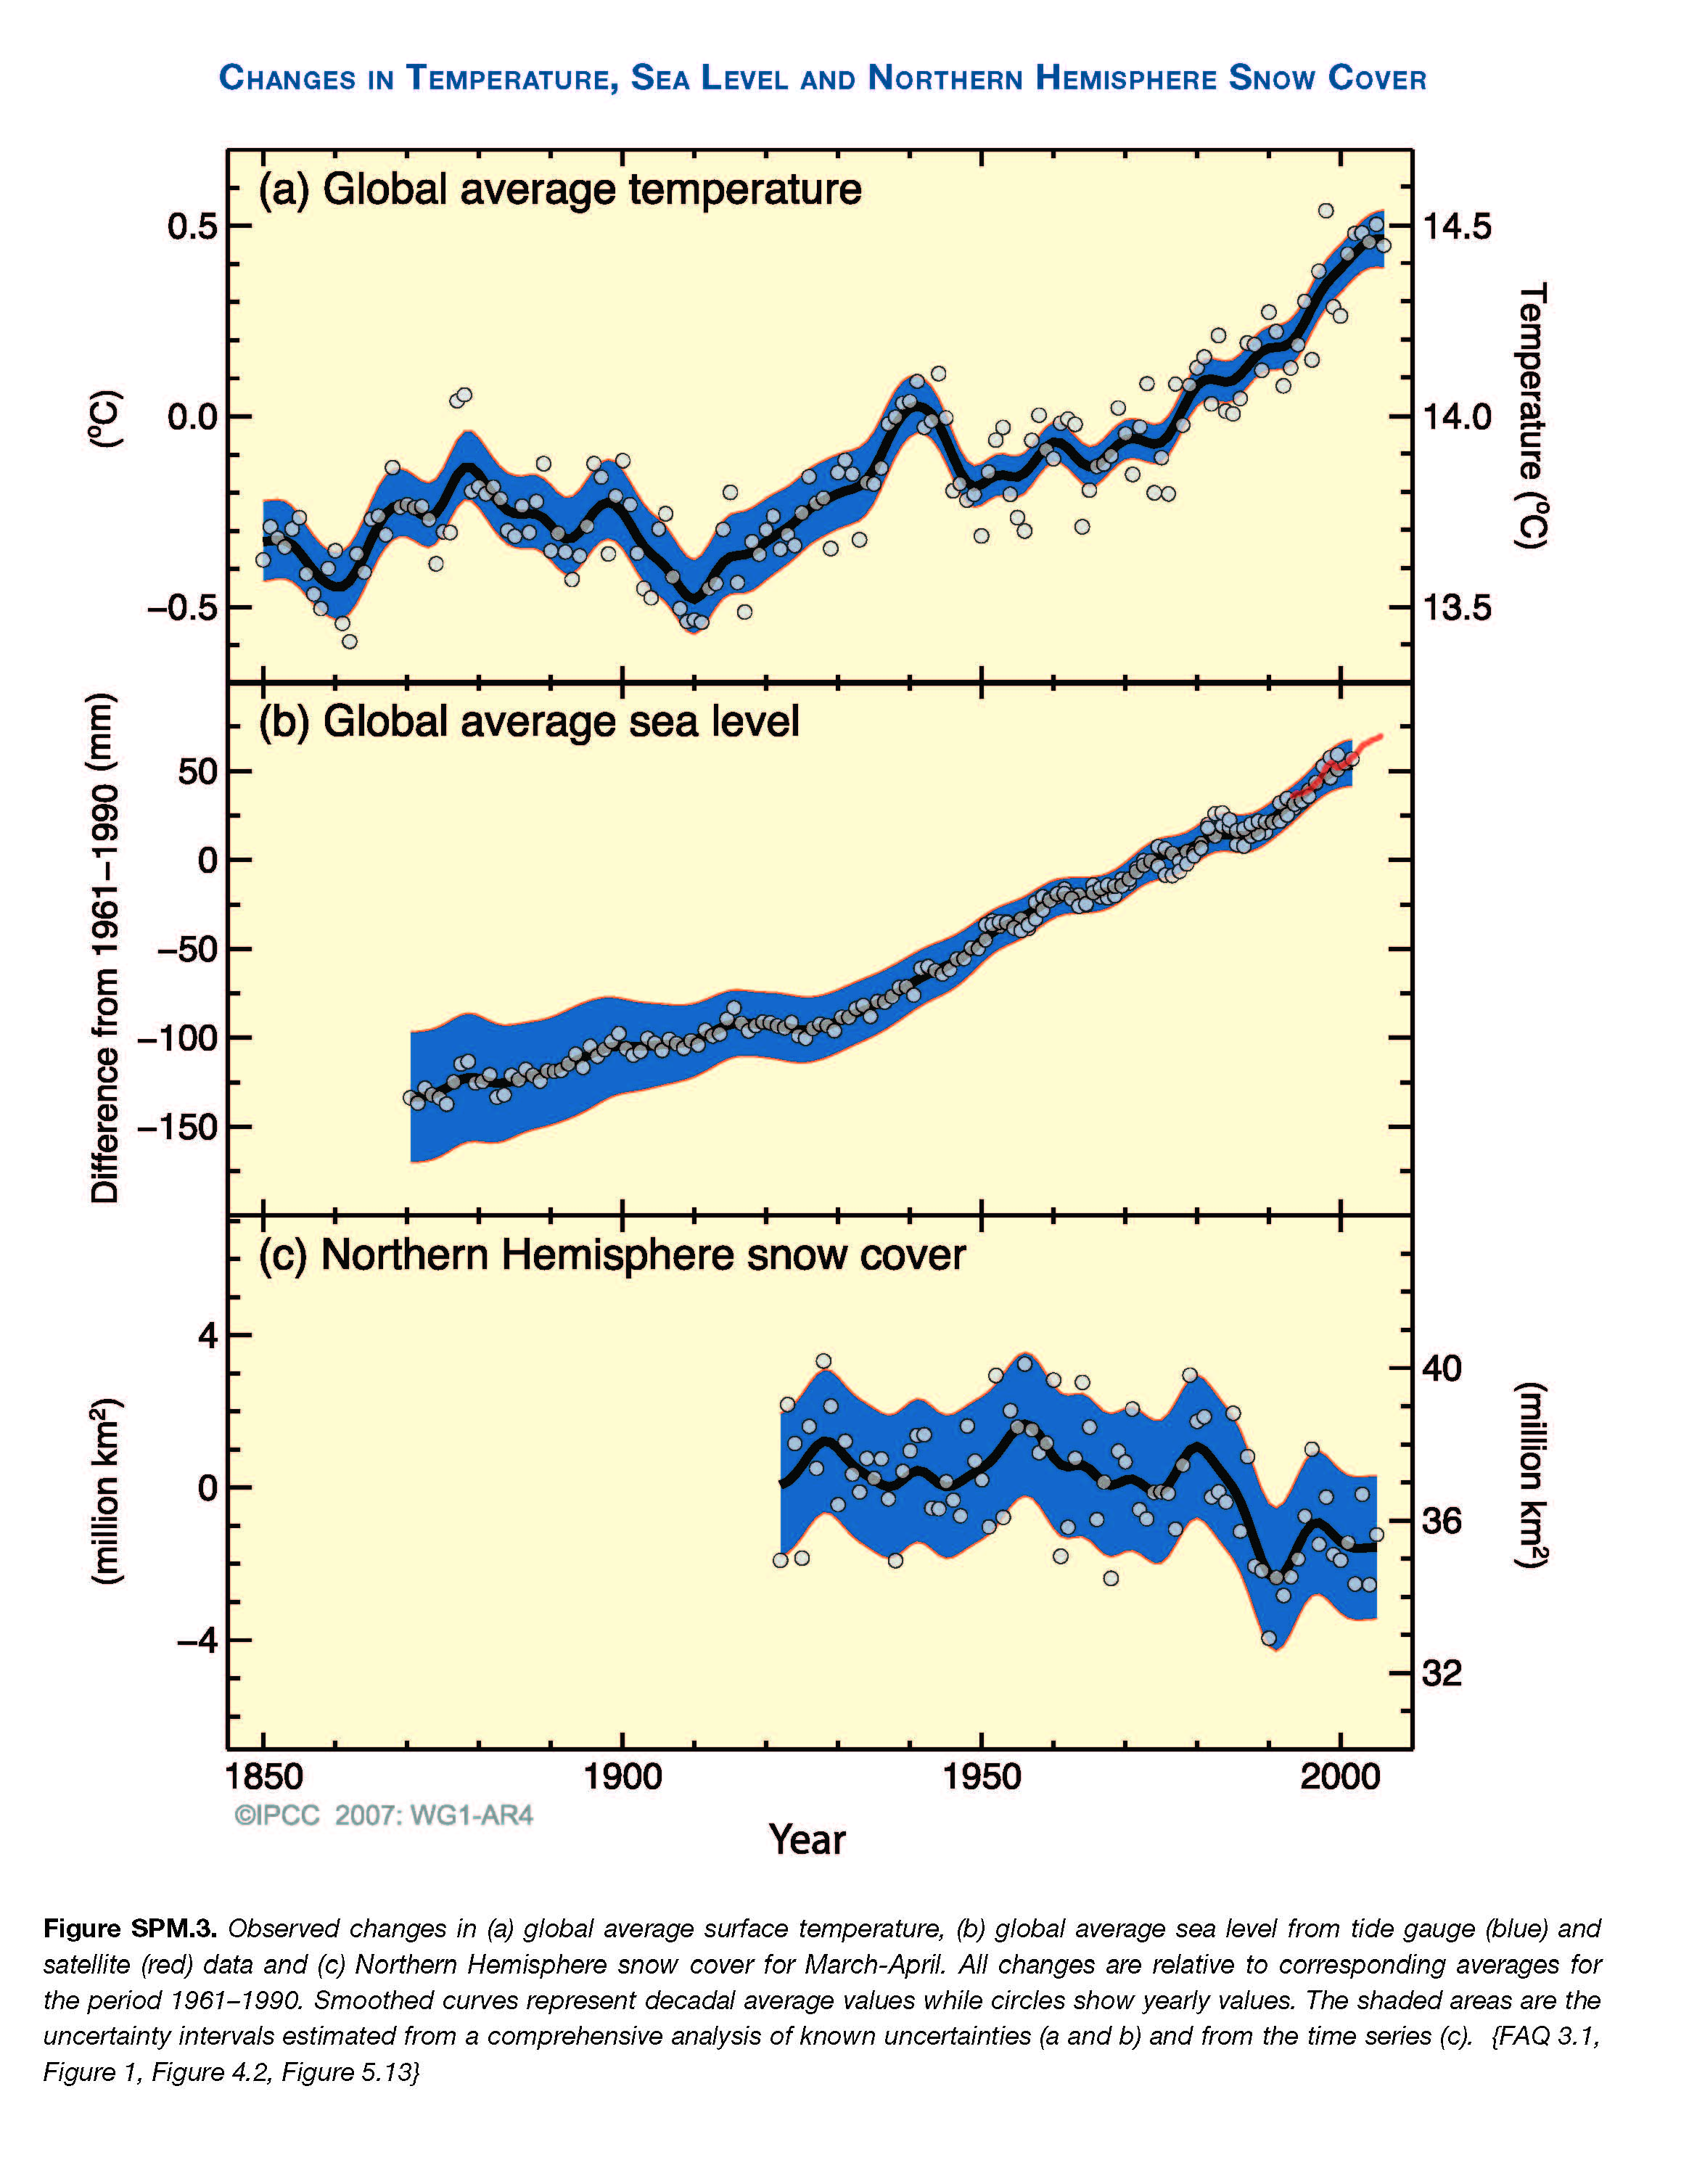 CHANGES IN TEMPERATURE, SEA LEVEL AND NORTHERN HEMISPHERE SNOW COVER
(a) Global average temperature
0.5
0.0
−0.5
(ºC)
14.5
14.0
13.5
Temperature (ºC)
(b) Global average sea level
50
0
−50
−100
−150
Difference from 1961–1990 (mm)
(c) Northern Hemisphere snow cover
4
0
−4
(million km²)
40
36
32
(million km²)
1850 1900 1950 2000
©IPCC 2007: WG1-AR4
Year
Figure SPM.3. Observed changes in (a) global average surface temperature, (b) global average sea level from tide gauge (blue) and
satellite (red) data and (c) Northern Hemisphere snow cover for March-April. All changes are relative to corresponding averages for
the period 1961–1990. Smoothed curves represent decadal average values while circles show yearly values. The shaded areas are the
uncertainty intervals estimated from a comprehensive analysis of known uncertainties (a and b) and from the time series (c). {FAQ 3.1,
Figure 1, Figure 4.2, Figure 5.13}